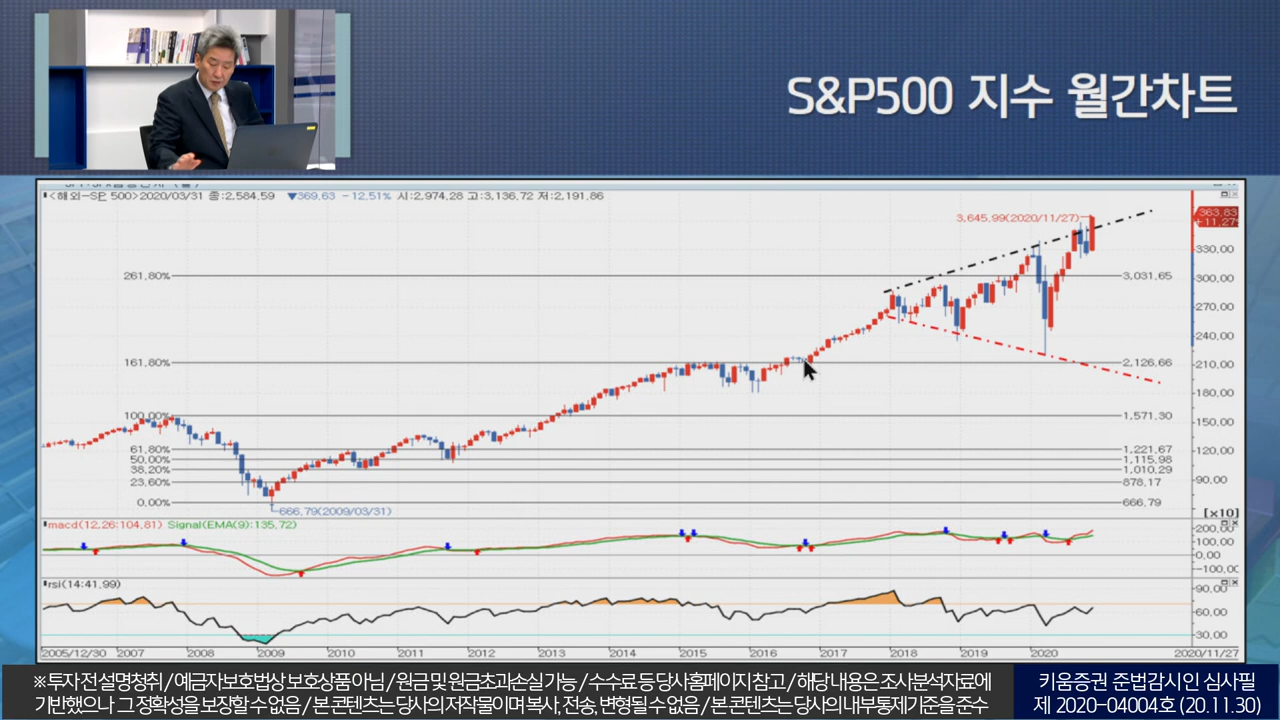 S&P500 지수 월간차트
<해외-SP 500>2020/03/31 종:2,584.59 ▼369.63 -12.51% 시:2,974.28 고:3,136.72 저:2,191.86
3,645.99(2020/11/27)
363.83
+11.27%
330.00
261.80% 3,031.65
300.00
270.00
240.00
161.80% 2,126.66
210.00
180.00
150.00
100.00% 1,571.30
120.00
61.80% 1,221.67
50.00% 1,115.98
38.20% 1,010.29
90.00
23.60% 878.17
0.00% 666.79
666.79(2009/03/31)
[x10]
macd(12,26:104.81) Signal(EMA(9):135.72)
200.00
100.00
0.00
-100.00
rsi(14:41.99)
90.00
60.00
30.00
2005/12/30 2007 2008 2009 2010 2011 2012 2013 2014 2015 2016 2017 2018 2019 2020 2020/11/27
※ 투자 전 설명청취 / 예금자보호법상 보호상품 아님 / 원금 및 원금초과손실 가능 / 수수료 등 당사홈페이지 참고 / 해당 내용은 조사분석자료에
기반했으나 그 정확성을 보장할 수 없음 / 본 콘텐츠는 당사의 저작물이며 복사, 전송, 변형될 수 없음 / 본 콘텐츠는 당사의 내부통제기준을 준수
키움증권 준법감시인 심사필
제 2020-04004호 (20.11.30)